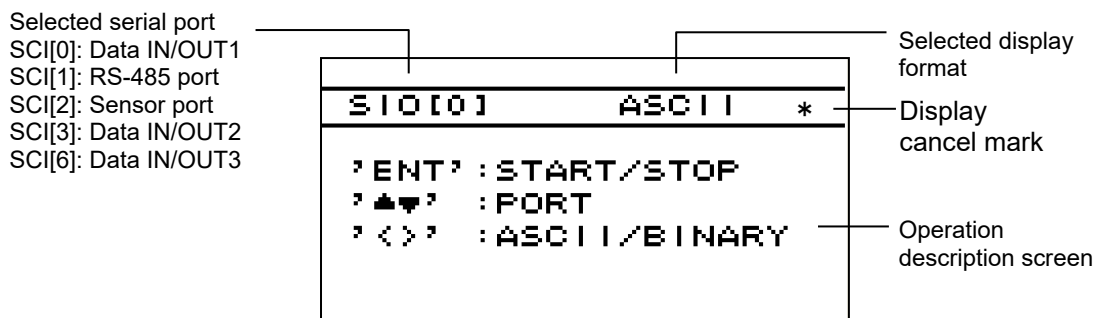 Selected serial port
SCI[0]: Data IN/OUT1
SCI[1]: RS-485 port
SCI[2]: Sensor port
SCI[3]: Data IN/OUT2
SCI[6]: Data IN/OUT3
Selected display
format
SIO[0] ASCII *
Display
cancel mark
'ENT' :START/STOP
'▲▼' :PORT
'<>' :ASCII/BINARY
Operation
description screen